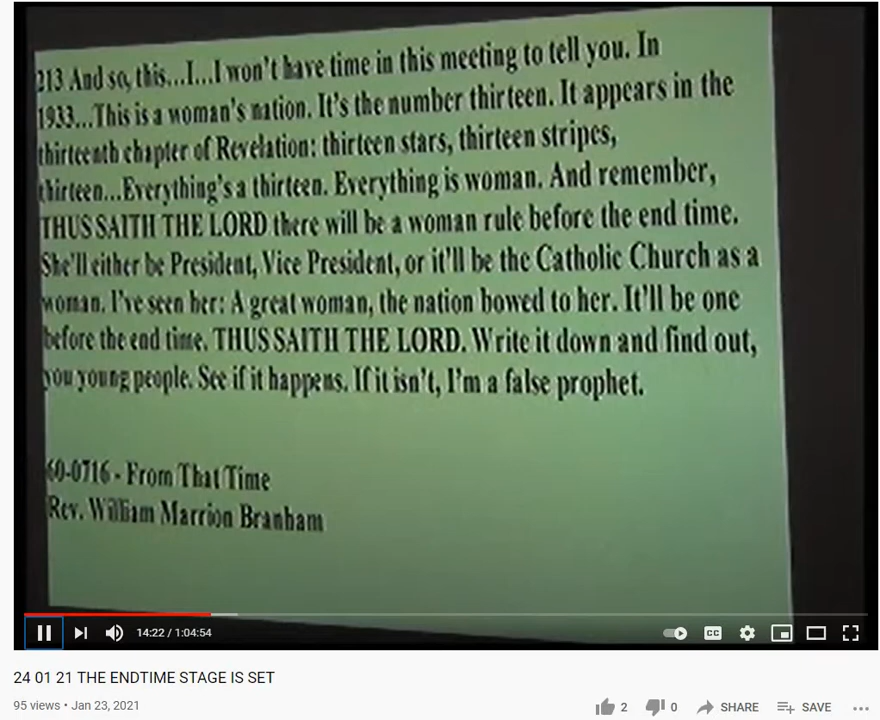 213 And so, this...I...I won't have time in this meeting to tell you. In
1933...This is a woman's nation. It's the number thirteen. It appears in the
thirteenth chapter of Revelation: thirteen stars, thirteen stripes,
thirteen...Everything's a thirteen. Everything is woman. And remember,
THUS SAITH THE LORD there will be a woman rule before the end time.
She'll either be President, Vice President, or it'll be the Catholic Church as a
woman. I've seen her: A great woman, the nation bowed to her. It'll be one
before the end time. THUS SAITH THE LORD. Write it down and find out,
you young people. See if it happens. If it isn't, I'm a false prophet.
60-0716 - From That Time
Rev. William Marrion Branham
14:22 / 1:04:54
CC
24 01 21 THE ENDTIME STAGE IS SET
95 views • Jan 23, 2021
2 0 SHARE SAVE